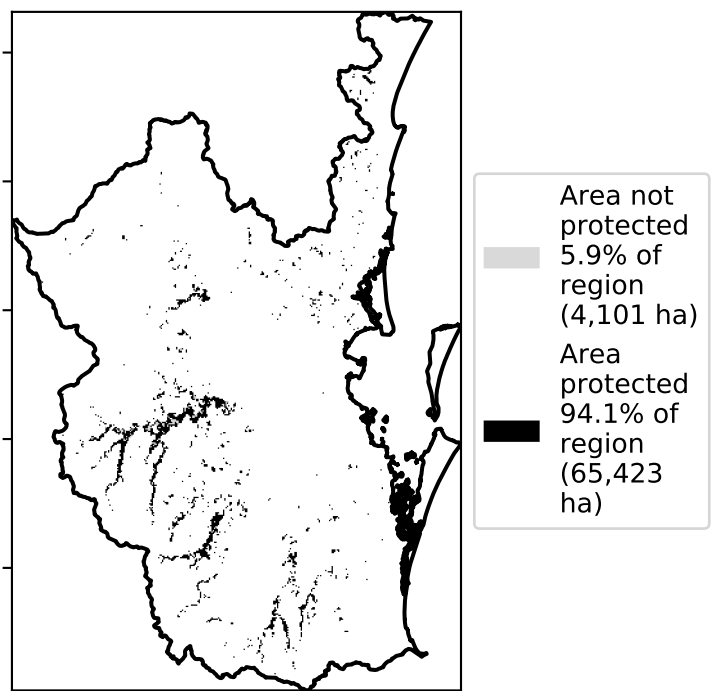 Area not
protected
5.9% of
region
(4,101 ha)
Area
protected
94.1% of
region
(65,423
ha)